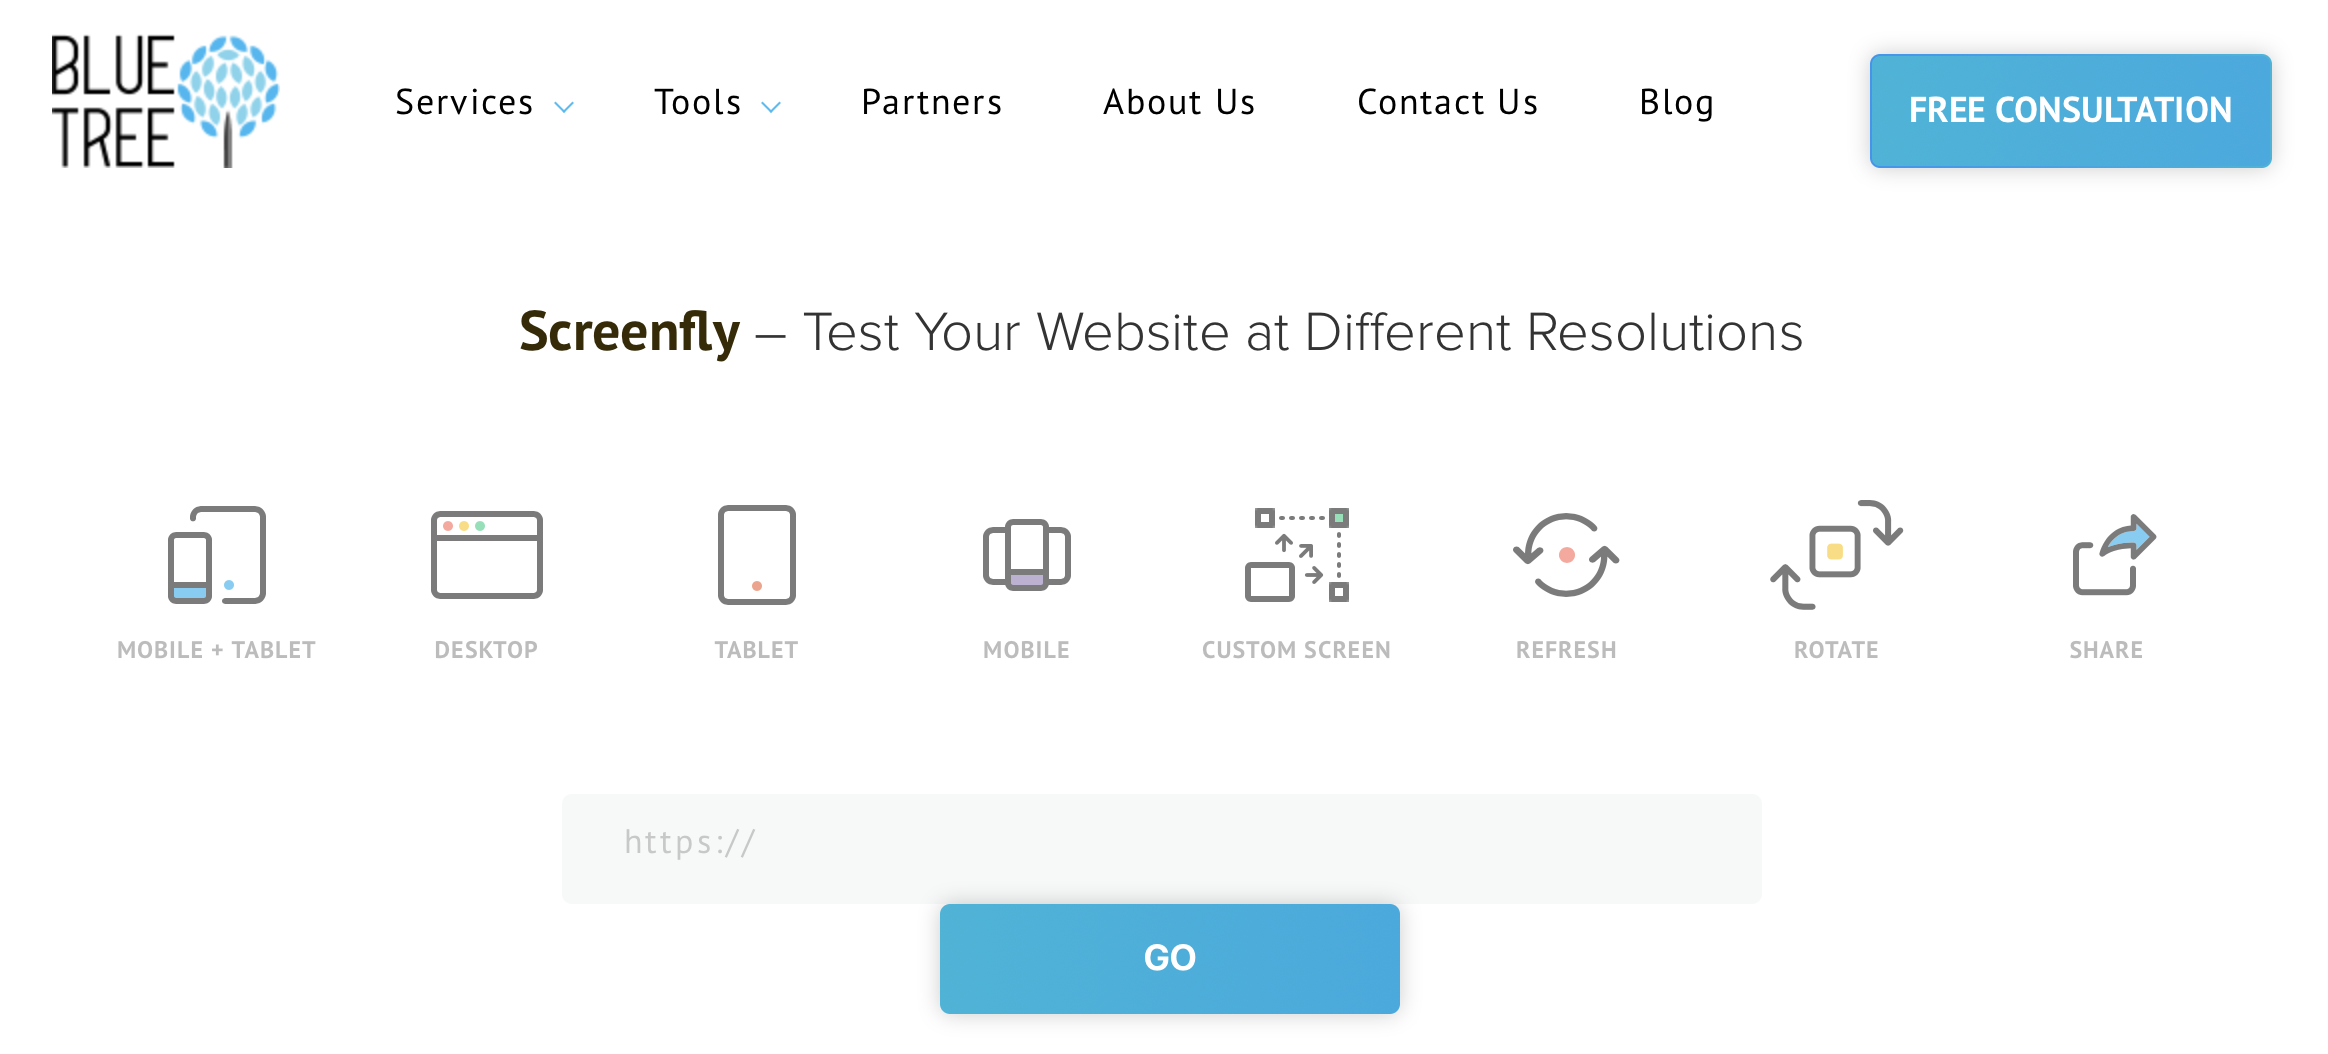 BLUE
TREE
Services
Tools
Partners
About Us
Contact Us
Blog
FREE CONSULTATION
Screenfly – Test Your Website at Different Resolutions
MOBILE + TABLET
DESKTOP
TABLET
MOBILE
CUSTOM SCREEN
REFRESH
ROTATE
SHARE
https://
GO